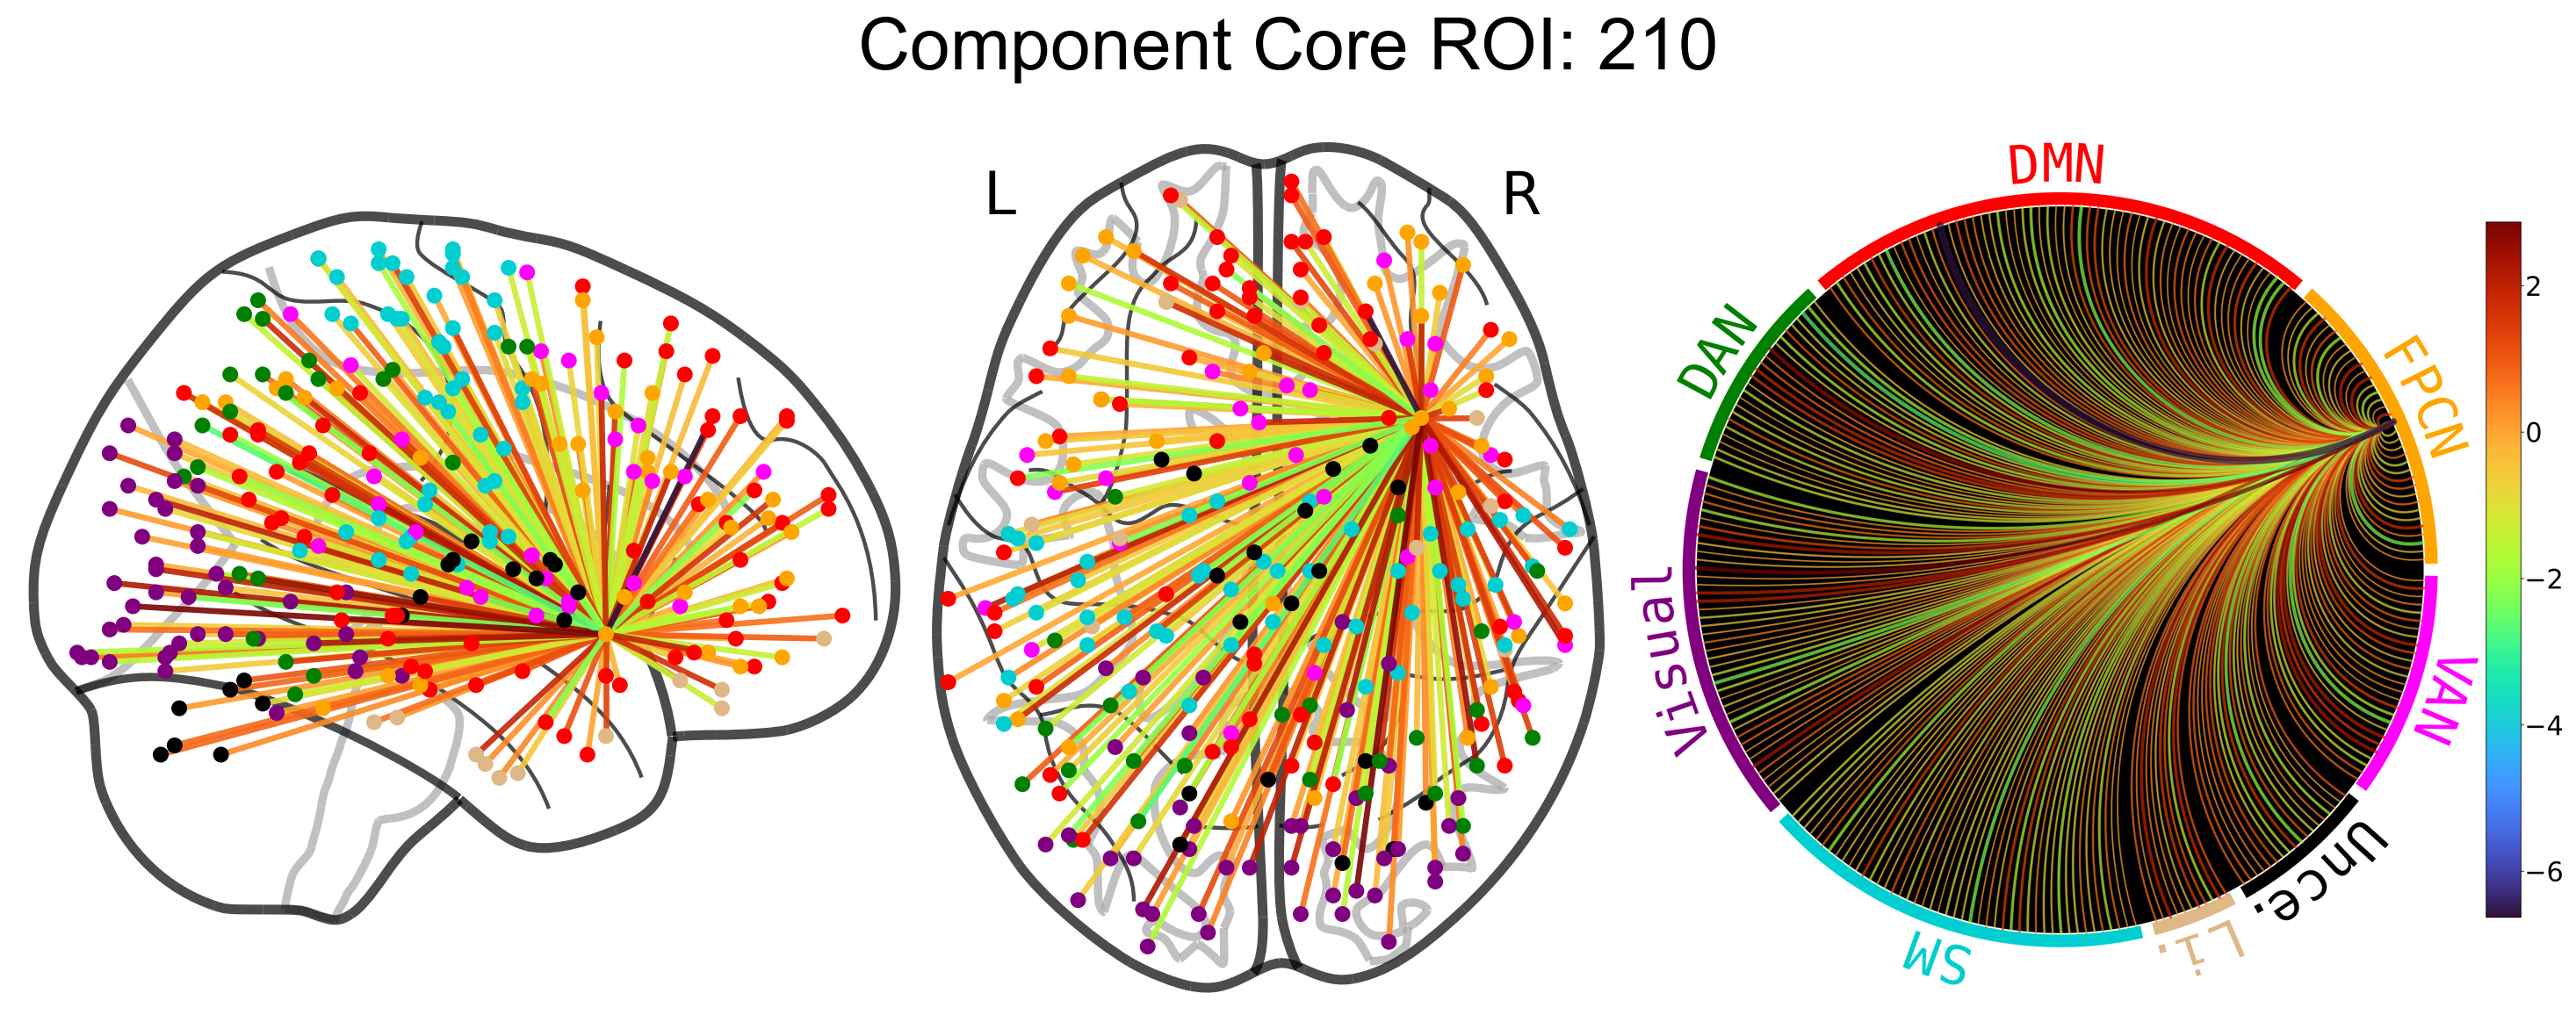 Component Core ROI: 210
L
R
DMN
FPCN
DAN
VAN
Visual
Unce.
Li.
SM
2
0
−2
−4
−6